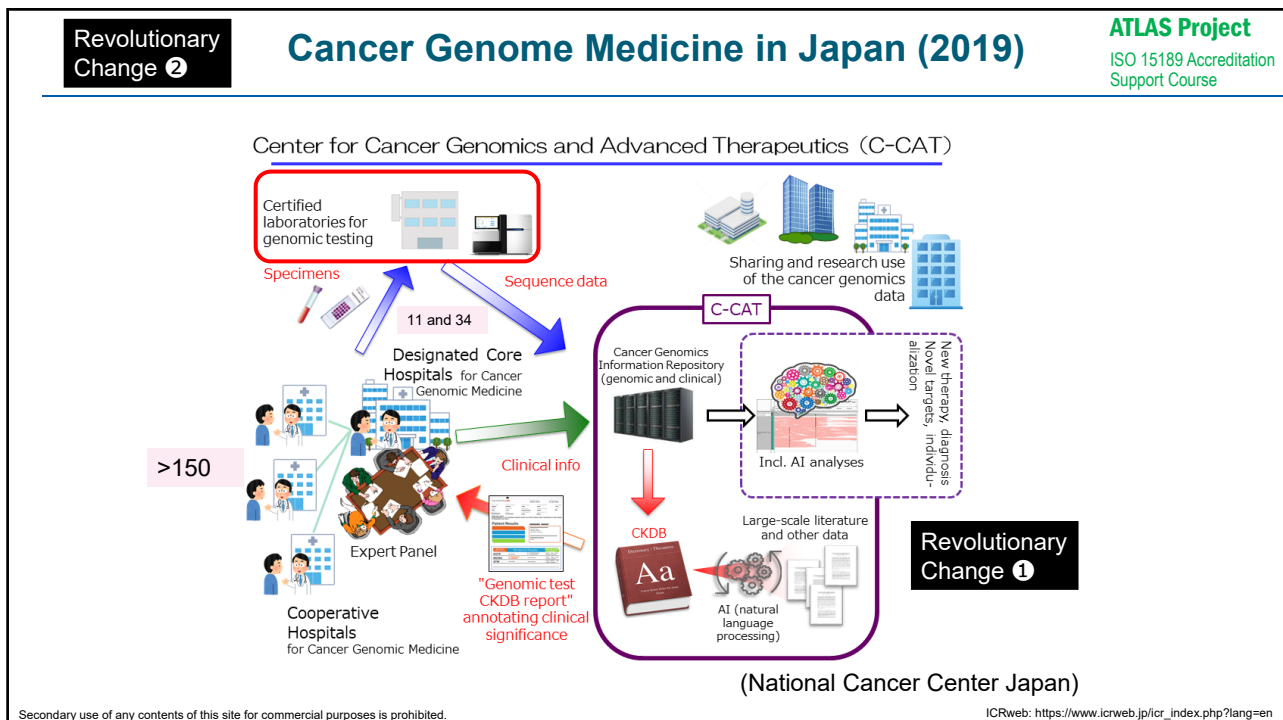 Revolutionary
Change ❷
Cancer Genome Medicine in Japan (2019)
ATLAS Project
ISO 15189 Accreditation
Support Course
Center for Cancer Genomics and Advanced Therapeutics (C-CAT)
Certified
laboratories for
genomic testing
Specimens
Sequence data
Sharing and research use
of the cancer genomics
data
11 and 34
Designated Core
Hospitals for Cancer
Genomic Medicine
C-CAT
Cancer Genomics
Information Repository
(genomic and clinical)
Incl. AI analyses
New therapy, diagnosis
Novel targets, individu-
alization
>150
Clinical info
Expert Panel
Patient Results
"Genomic test
CKDB report"
annotating clinical
significance
Cooperative
Hospitals
for Cancer Genomic Medicine
CKDB
Aa
Large-scale literature
and other data
AI (natural
language
processing)
Revolutionary
Change ❶
(National Cancer Center Japan)
Secondary use of any contents of this site for commercial purposes is prohibited.
ICRweb: https://www.icrweb.jp/icr_index.php?lang=en